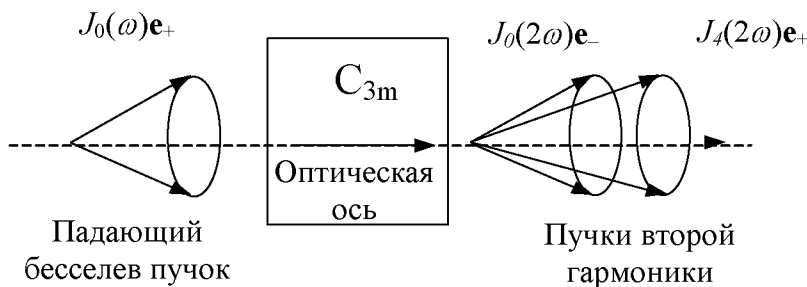 J₀(ω)e₊
J₀(2ω)e₋
J₄(2ω)e₊
C₃ₘ
Оптическая
ось
Падающий
бесселев пучок
Пучки второй
гармоники